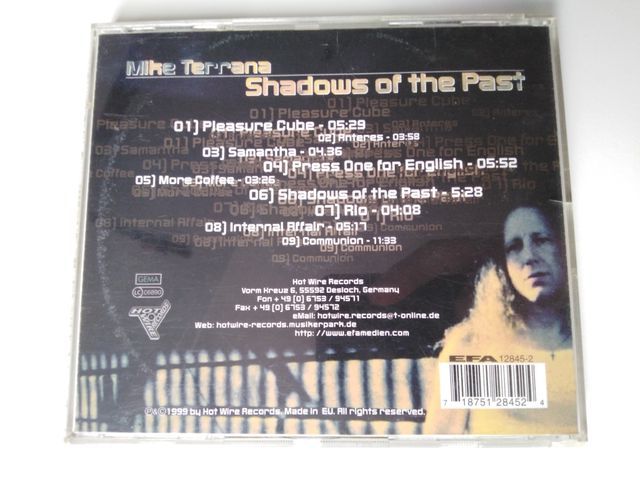 Mike Terrana
Shadows of the Past
01) Pleasure Cube - 05:29
02) Anteres - 03:58
03) Samantha - 04.36
04) Press One for English - 05:52
05) More Coffee - 03:26
06) Shadows of the Past - 5:28
07) Rio - 04:08
08) Internal Affair - 05:17
09) Communion - 11:33
GEMA
LC 06890
Hot Wire Records
Vorm Kreuz 6, 55592 Desloch, Germany
Fon + 49 (0) 6753 / 94571
Fax + 49 (0) 6753 / 94572
eMail: hotwire.records@t-online.de
Web: hotwire-records.musikerpark.de
http://www.efamedien.com
EFA 12845-2
7 18751 28452 4
℗&©1999 by Hot Wire Records. Made in EU. All rights reserved.